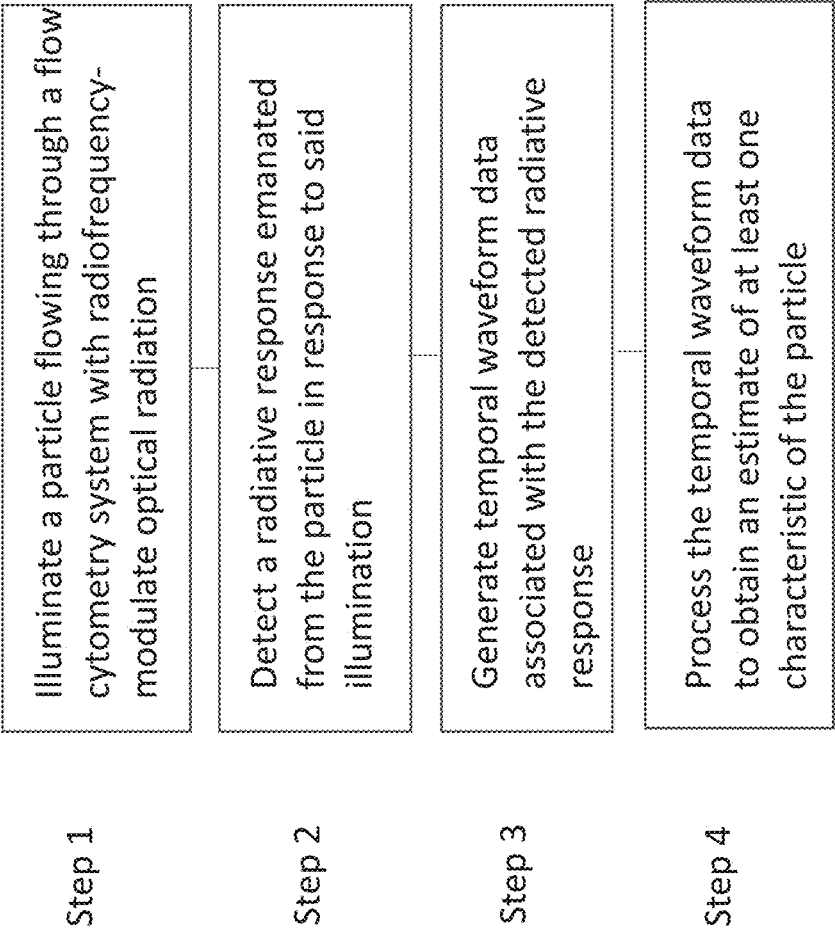 Step 1
Illuminate a particle flowing through a flow
cytometry system with radiofrequency-
modulate optical radiation
Step 2
Detect a radiative response emanated
from the particle in response to said
illumination
Step 3
Generate temporal waveform data
associated with the detected radiative
response
Step 4
Process the temporal waveform data
to obtain an estimate of at least one
characteristic of the particle